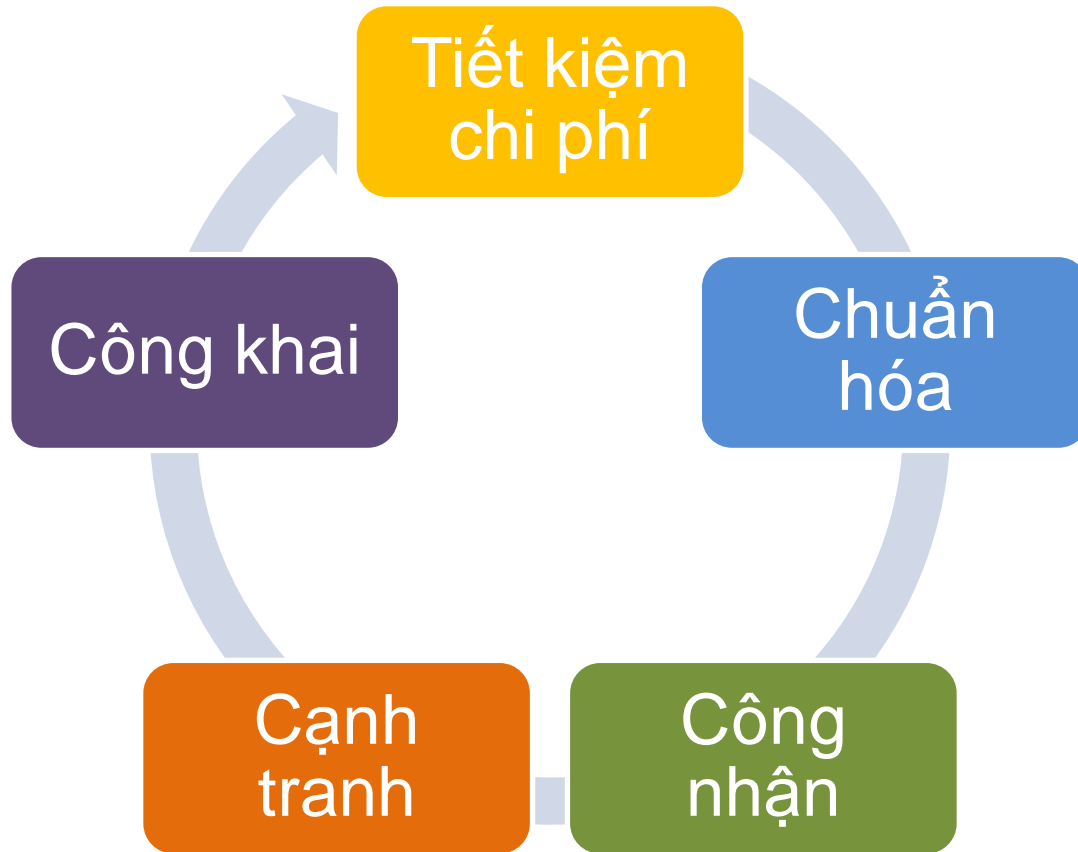 Tiết kiệm
chi phí
Chuẩn
hóa
Công
nhận
Cạnh
tranh
Công khai